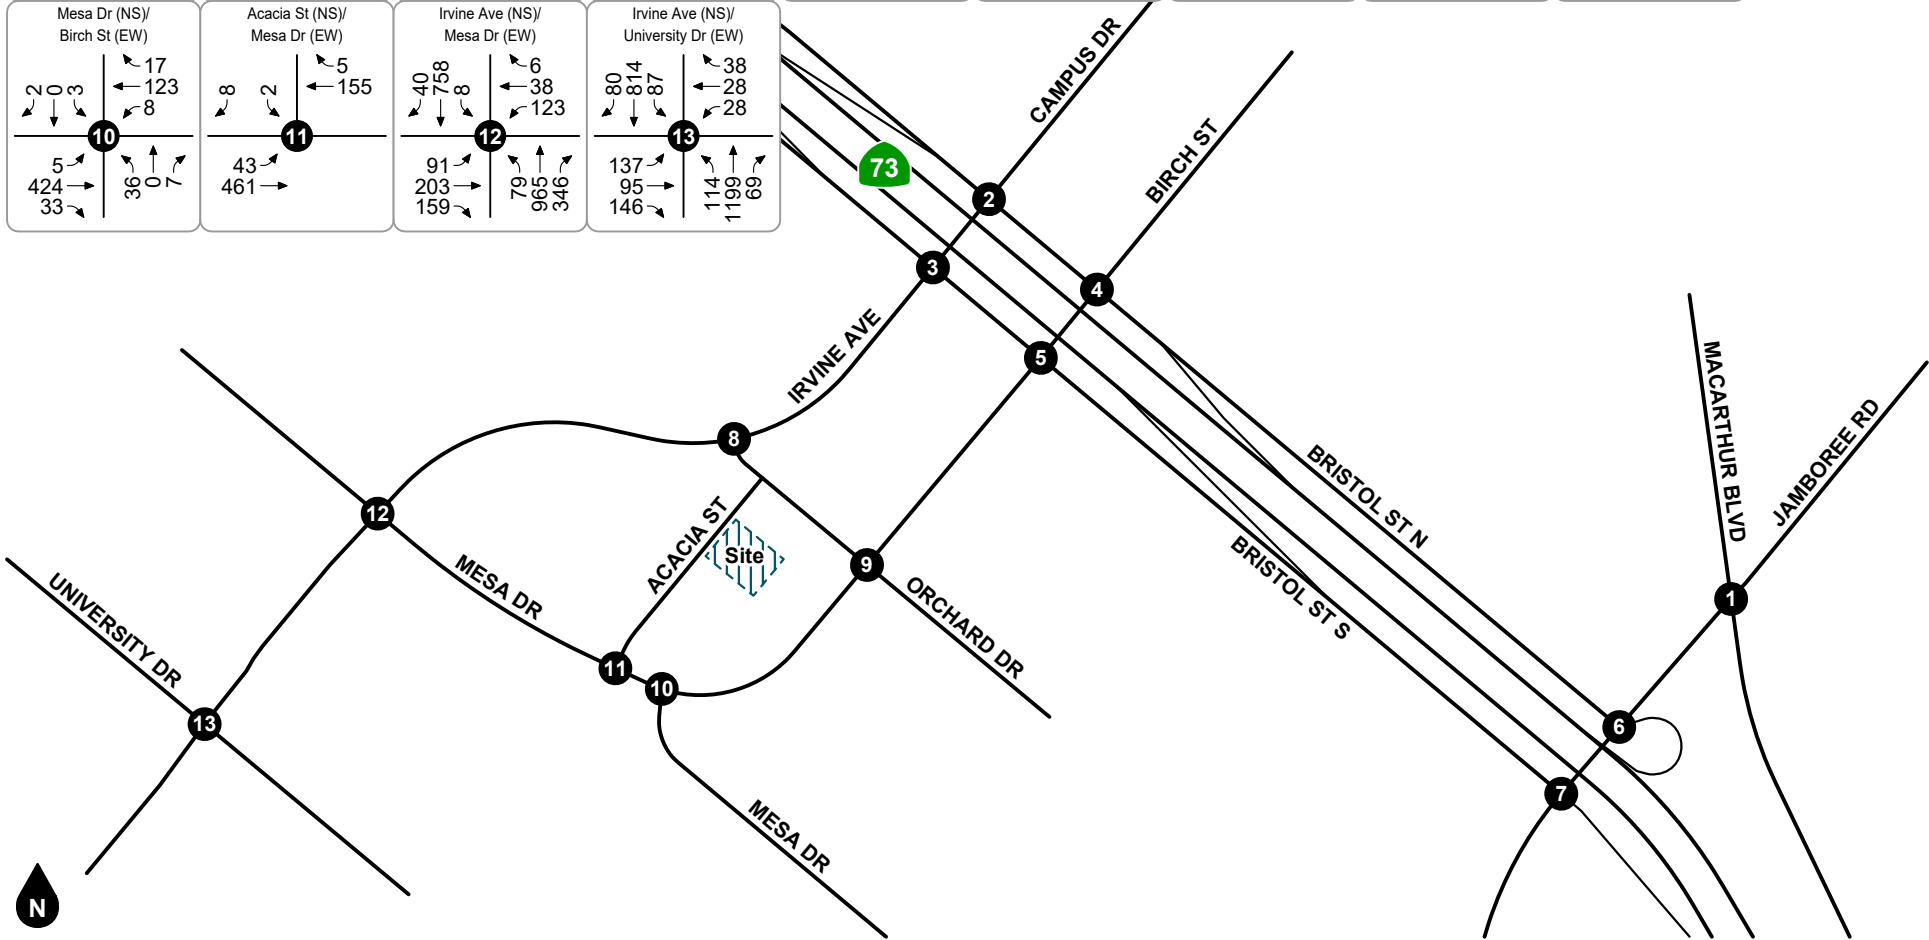 Mesa Dr (NS)/
Birch St (EW)
17
123
8
2 0 3
10
5
424
33
36 0 7
Acacia St (NS)/
Mesa Dr (EW)
5
155
8 2
11
43
461
Irvine Ave (NS)/
Mesa Dr (EW)
6
38
123
40 758 8
12
91
203
159
79 965 346
Irvine Ave (NS)/
University Dr (EW)
38
28
28
80 814 87
13
137
95
146
114 1199 69
73
CAMPUS DR
BIRCH ST
2
3
4
5
IRVINE AVE
MACARTHUR BLVD
JAMBOREE RD
8
BRISTOL ST N
12
ACACIA ST
Site
MESA DR
9
BRISTOL ST S
ORCHARD DR
1
UNIVERSITY DR
11
10
13
6
7
MESA DR
N